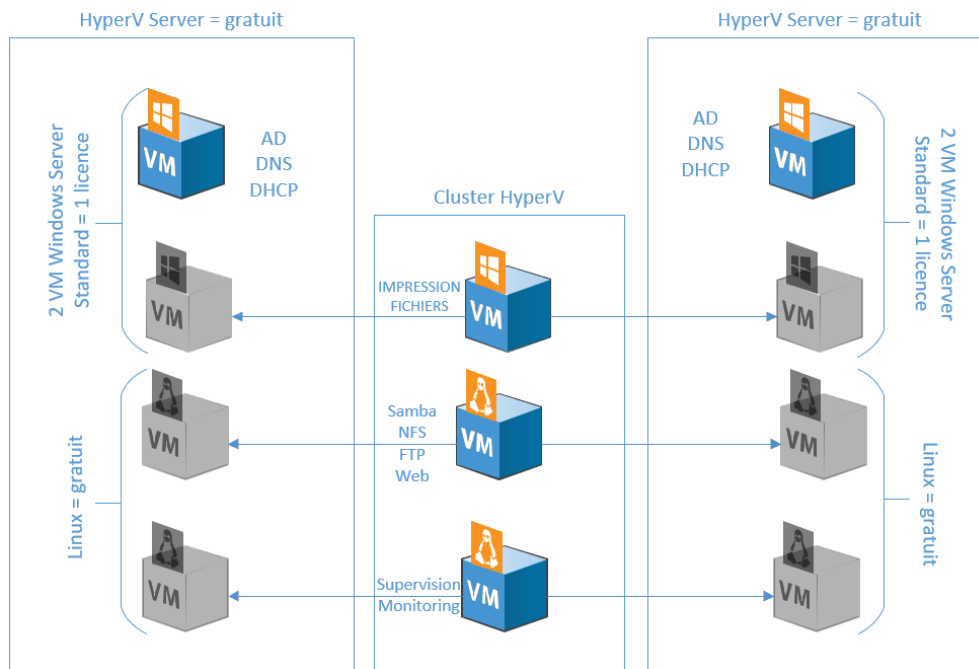 HyperV Server = gratuit
HyperV Server = gratuit
2 VM Windows Server
Standard = 1 licence
VM
AD
DNS
DHCP
AD
DNS
DHCP
VM
2 VM Windows Server
Standard = 1 licence
Cluster HyperV
VM
IMPRESSION
FICHIERS
VM
VM
Linux = gratuit
VM
Samba
NFS
FTP
Web
VM
VM
Linux = gratuit
VM
Supervision
Monitoring
VM
VM